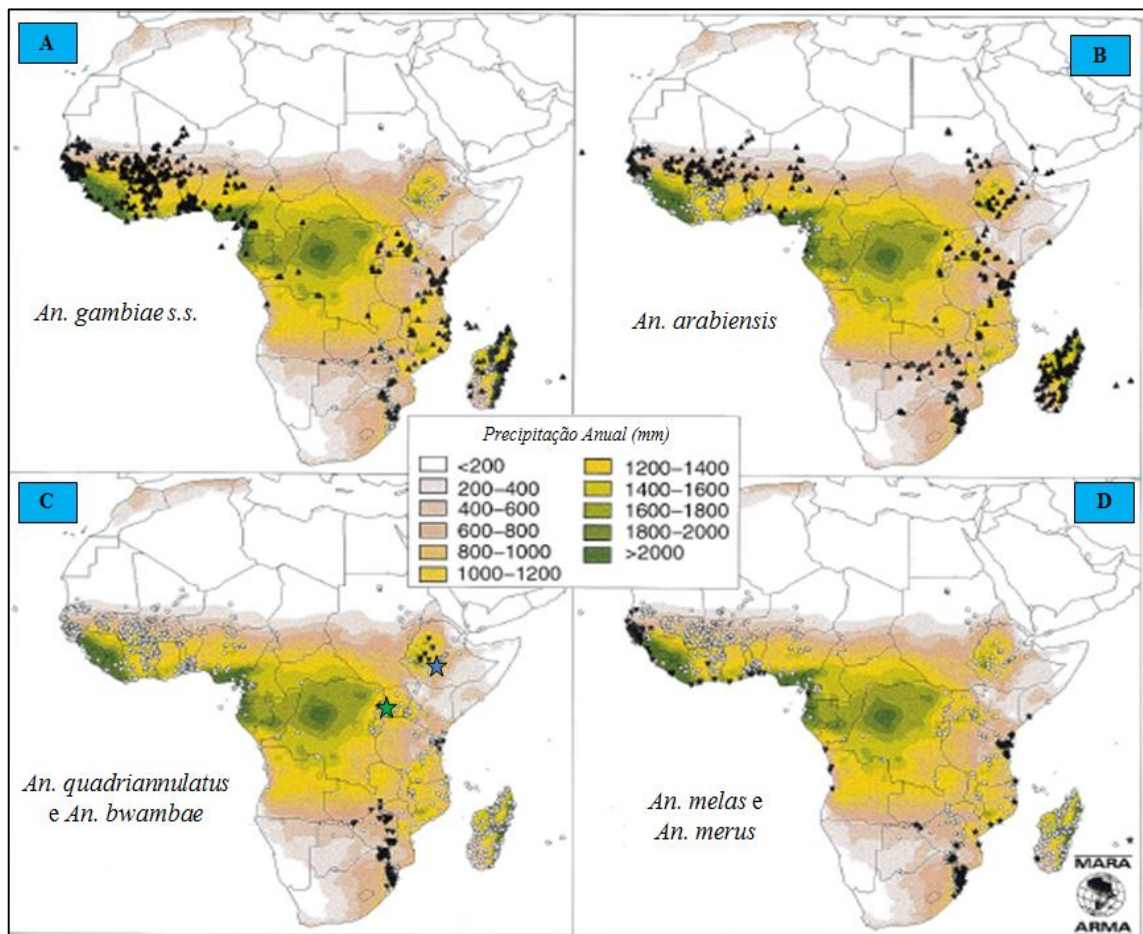 A
B
An. gambiae s.s.
An. arabiensis
Precipitação Anual (mm)
<200
200–400
400–600
600–800
800–1000
1000–1200
1200–1400
1400–1600
1600–1800
1800–2000
>2000
C
D
An. quadriannulatus
e An. bwambae
An. melas e
An. merus
MARA
ARMA